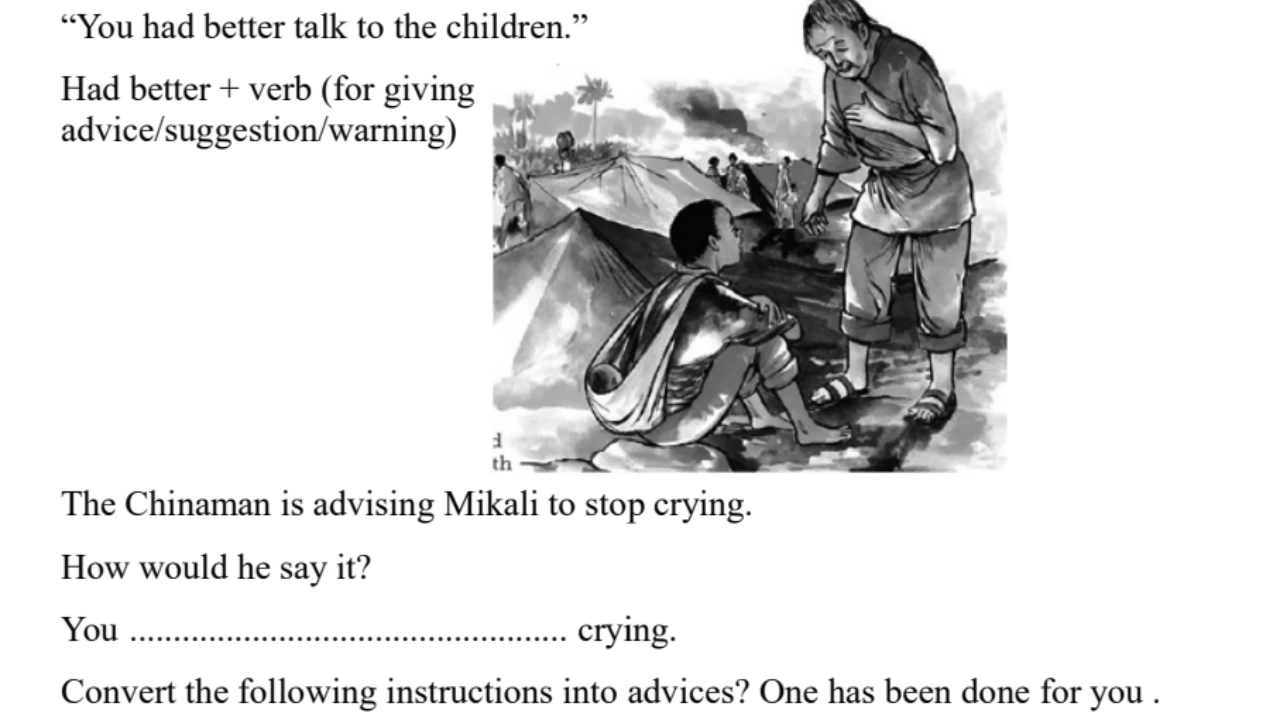 “You had better talk to the children.”
Had better + verb (for giving
advice/suggestion/warning)
d
th
The Chinaman is advising Mikali to stop crying.
How would he say it?
You .................................................. crying.
Convert the following instructions into advices? One has been done for you .